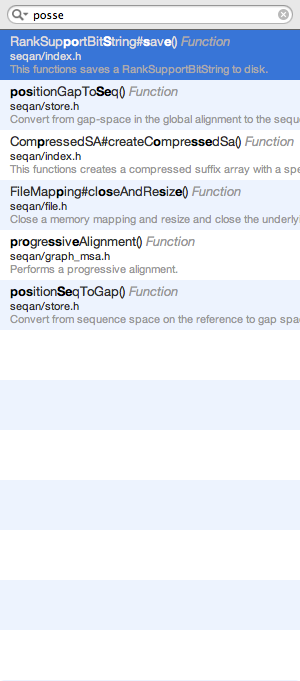 posse
RankSupportBitString#save() Function
seqan/index.h
This functions saves a RankSupportBitString to disk.
positionGapToSeq() Function
seqan/store.h
Convert from gap-space in the global alignment to the sequ
CompressedSA#createCompressedSa() Function
seqan/index.h
This functions creates a compressed suffix array with a spe
FileMapping#closeAndResize() Function
seqan/file.h
Close a memory mapping and resize and close the underlyi
progressiveAlignment() Function
seqan/graph_msa.h
Performs a progressive alignment.
positionSeqToGap() Function
seqan/store.h
Convert from sequence space on the reference to gap spac